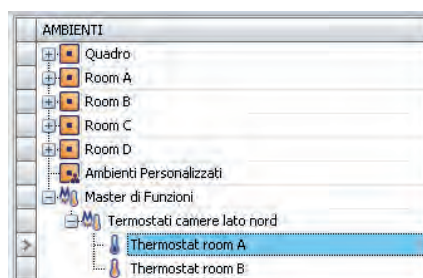 AMBIENTI
Quadro
Room A
Room B
Room C
Room D
Ambienti Personalizzati
Master di Funzioni
Termostati camere lato nord
Thermostat room A
Thermostat room B